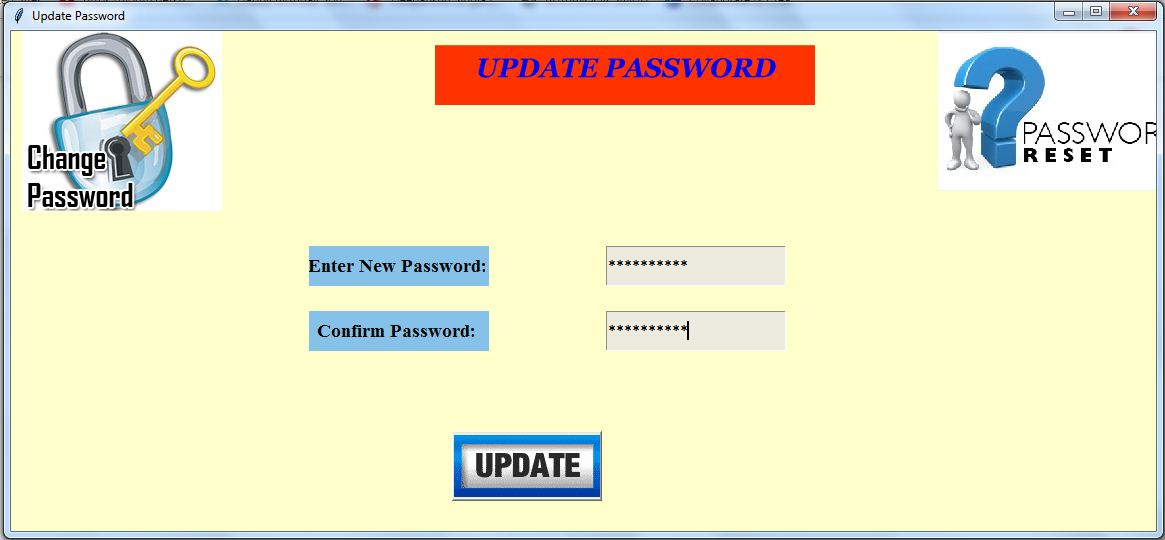 Update Password
UPDATE PASSWORD
Change
Password
PASSWOR
RESET
Enter New Password:
**********
Confirm Password:
**********
UPDATE